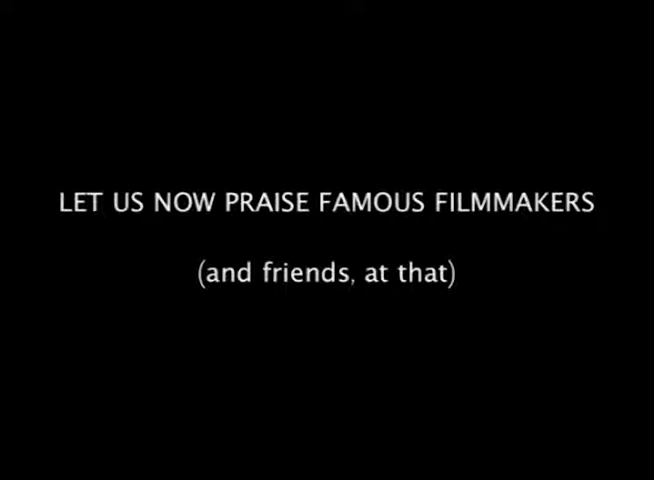 LET US NOW PRAISE FAMOUS FILMMAKERS
(and friends, at that)